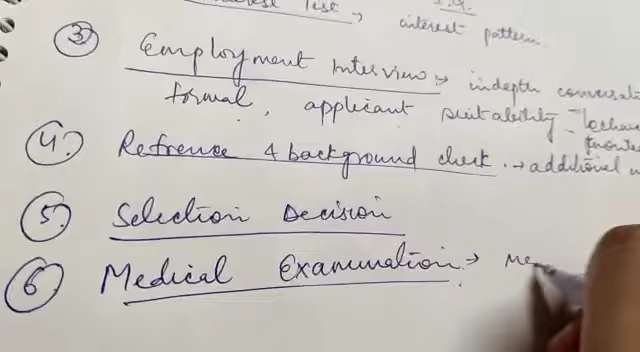 interest pattern.
③ Employment Interview → indepth
formal, applicant suitability
④ Refrence & background check. → additional
⑤ Selection Decision
⑥ Medical Examination →